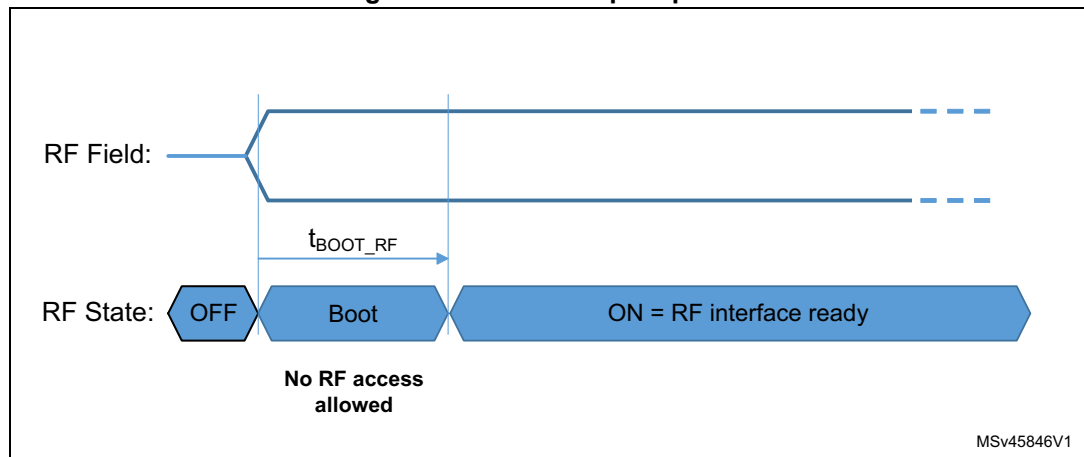 RF Field:
tBOOT_RF
RF State:
OFF
Boot
ON = RF interface ready
No RF access
allowed
MSv45846V1